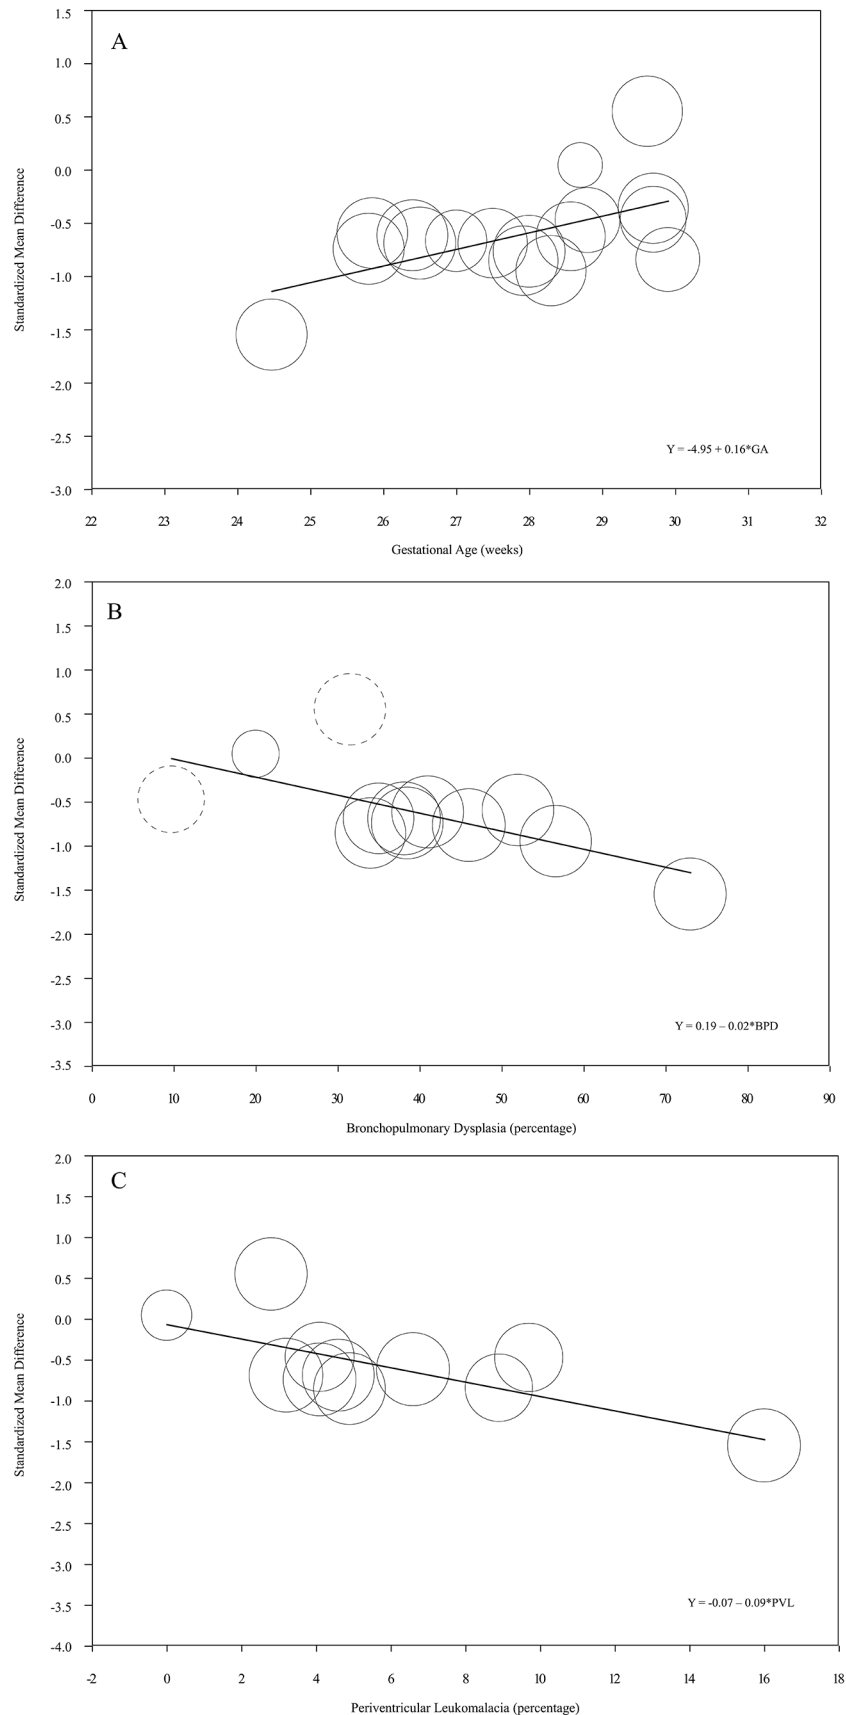 A
1.5
1.0
0.5
0.0
-0.5
-1.0
-1.5
-2.0
-2.5
-3.0
Standardized Mean Difference
Y = -4.95 + 0.16*GA
22 23 24 25 26 27 28 29 30 31 32
Gestational Age (weeks)
B
2.0
1.5
1.0
0.5
0.0
-0.5
-1.0
-1.5
-2.0
-2.5
-3.0
-3.5
Standardized Mean Difference
Y = 0.19 – 0.02*BPD
0 10 20 30 40 50 60 70 80 90
Bronchopulmonary Dysplasia (percentage)
C
2.0
1.5
1.0
0.5
0.0
-0.5
-1.0
-1.5
-2.0
-2.5
-3.0
-3.5
-4.0
Standardized Mean Difference
Y = -0.07 – 0.09*PVL
-2 0 2 4 6 8 10 12 14 16 18
Periventricular Leukomalacia (percentage)